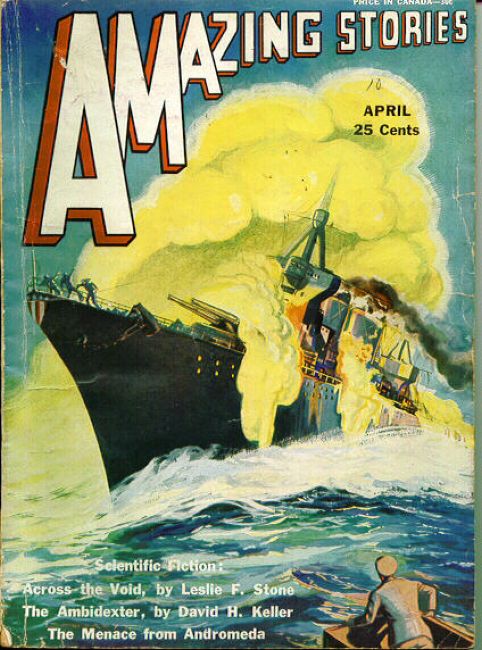 PRICE IN CANADA—30c
AMAZING STORIES
10
APRIL
25 Cents
Scientific Fiction:
Across the Void, by Leslie F. Stone
The Ambidexter, by David H. Keller
The Menace from Andromeda